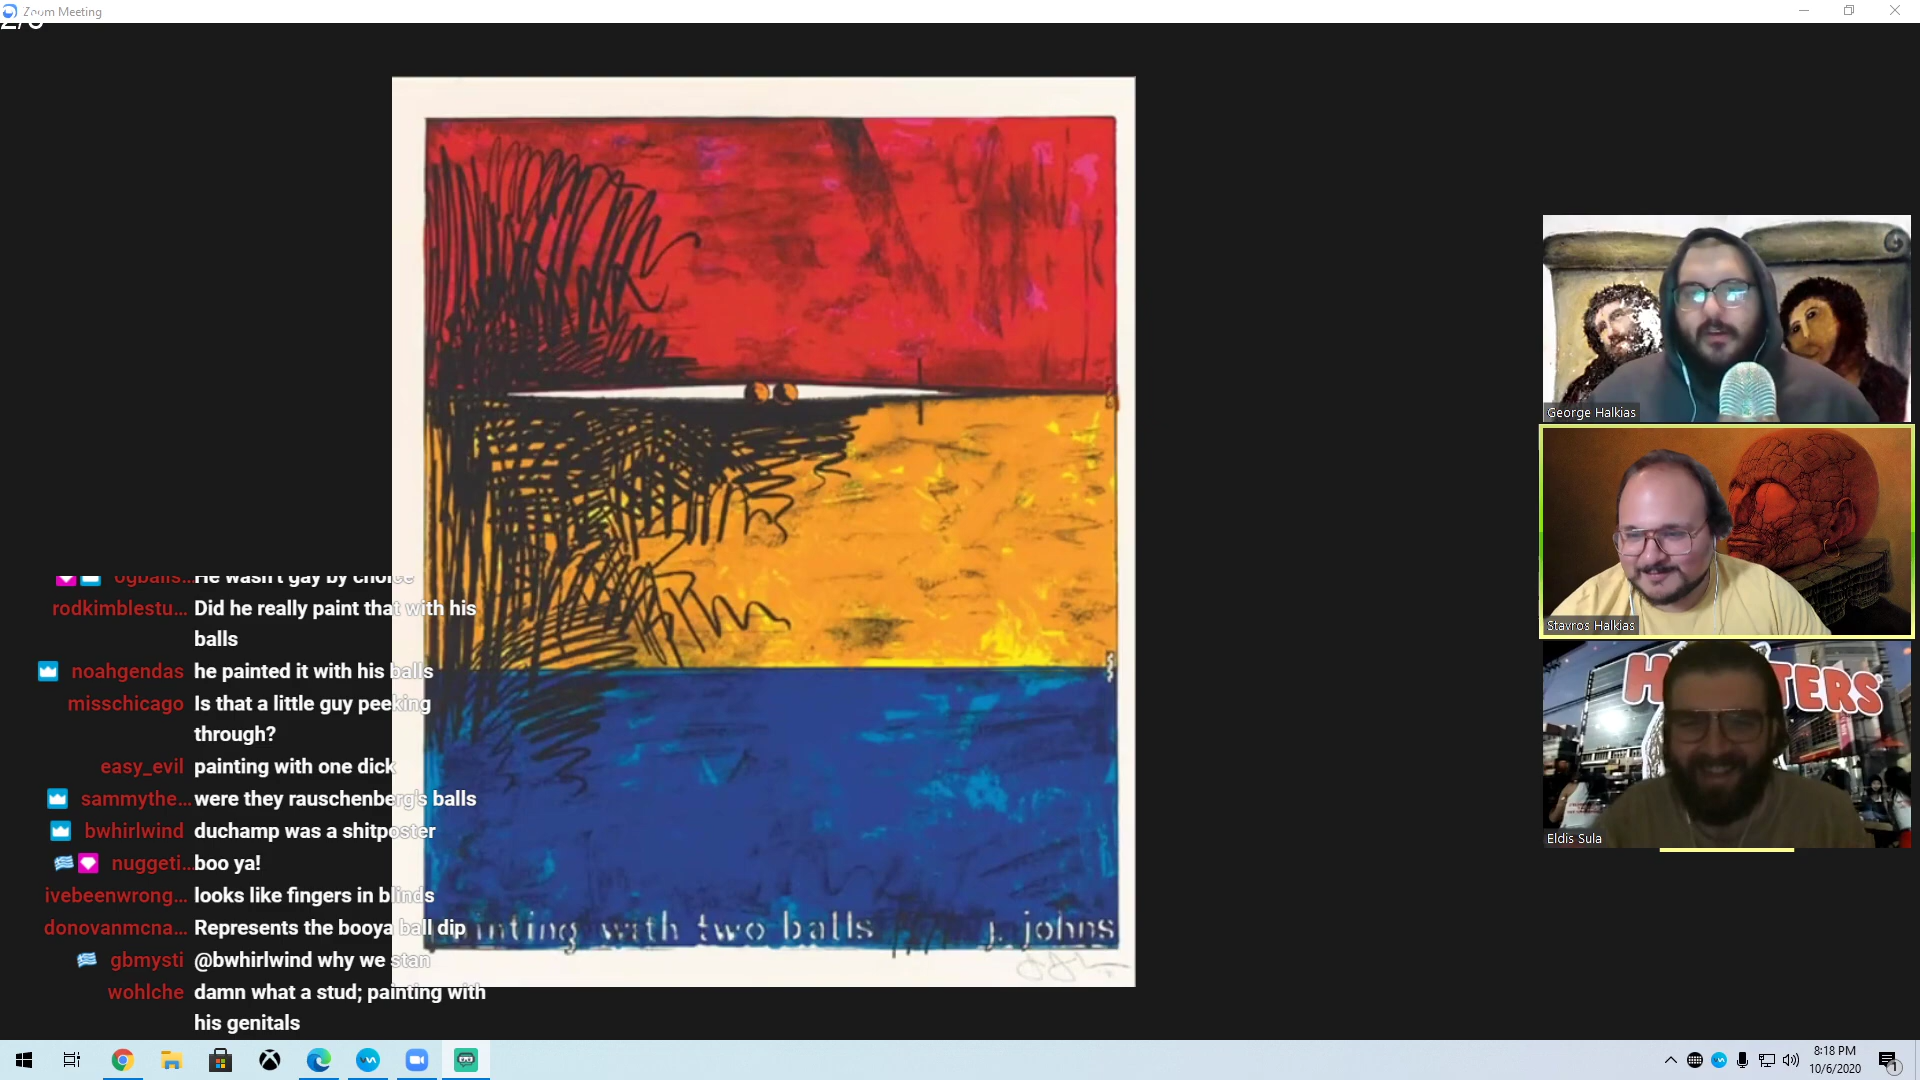 Zoom Meeting
2/6
He wasn't gay by choice
rodkimblestu... Did he really paint that with his
balls
noahgendas he painted it with his balls
misschicago Is that a little guy peeking
through?
easy_evil painting with one dick
sammythe... were they rauschenberg's balls
bwhirlwind duchamp was a shitposter
nuggeti... boo ya!
ivebeenwrong... looks like fingers in blinds
donovanmcna... Represents the booya ball dip
gbmysti @bwhirlwind why we stan
wohlche damn what a stud; painting with
his genitals
painting with two balls
j. johns
George Halkias
Stavros Halkias
Eldis Sula
8:18 PM
10/6/2020
1